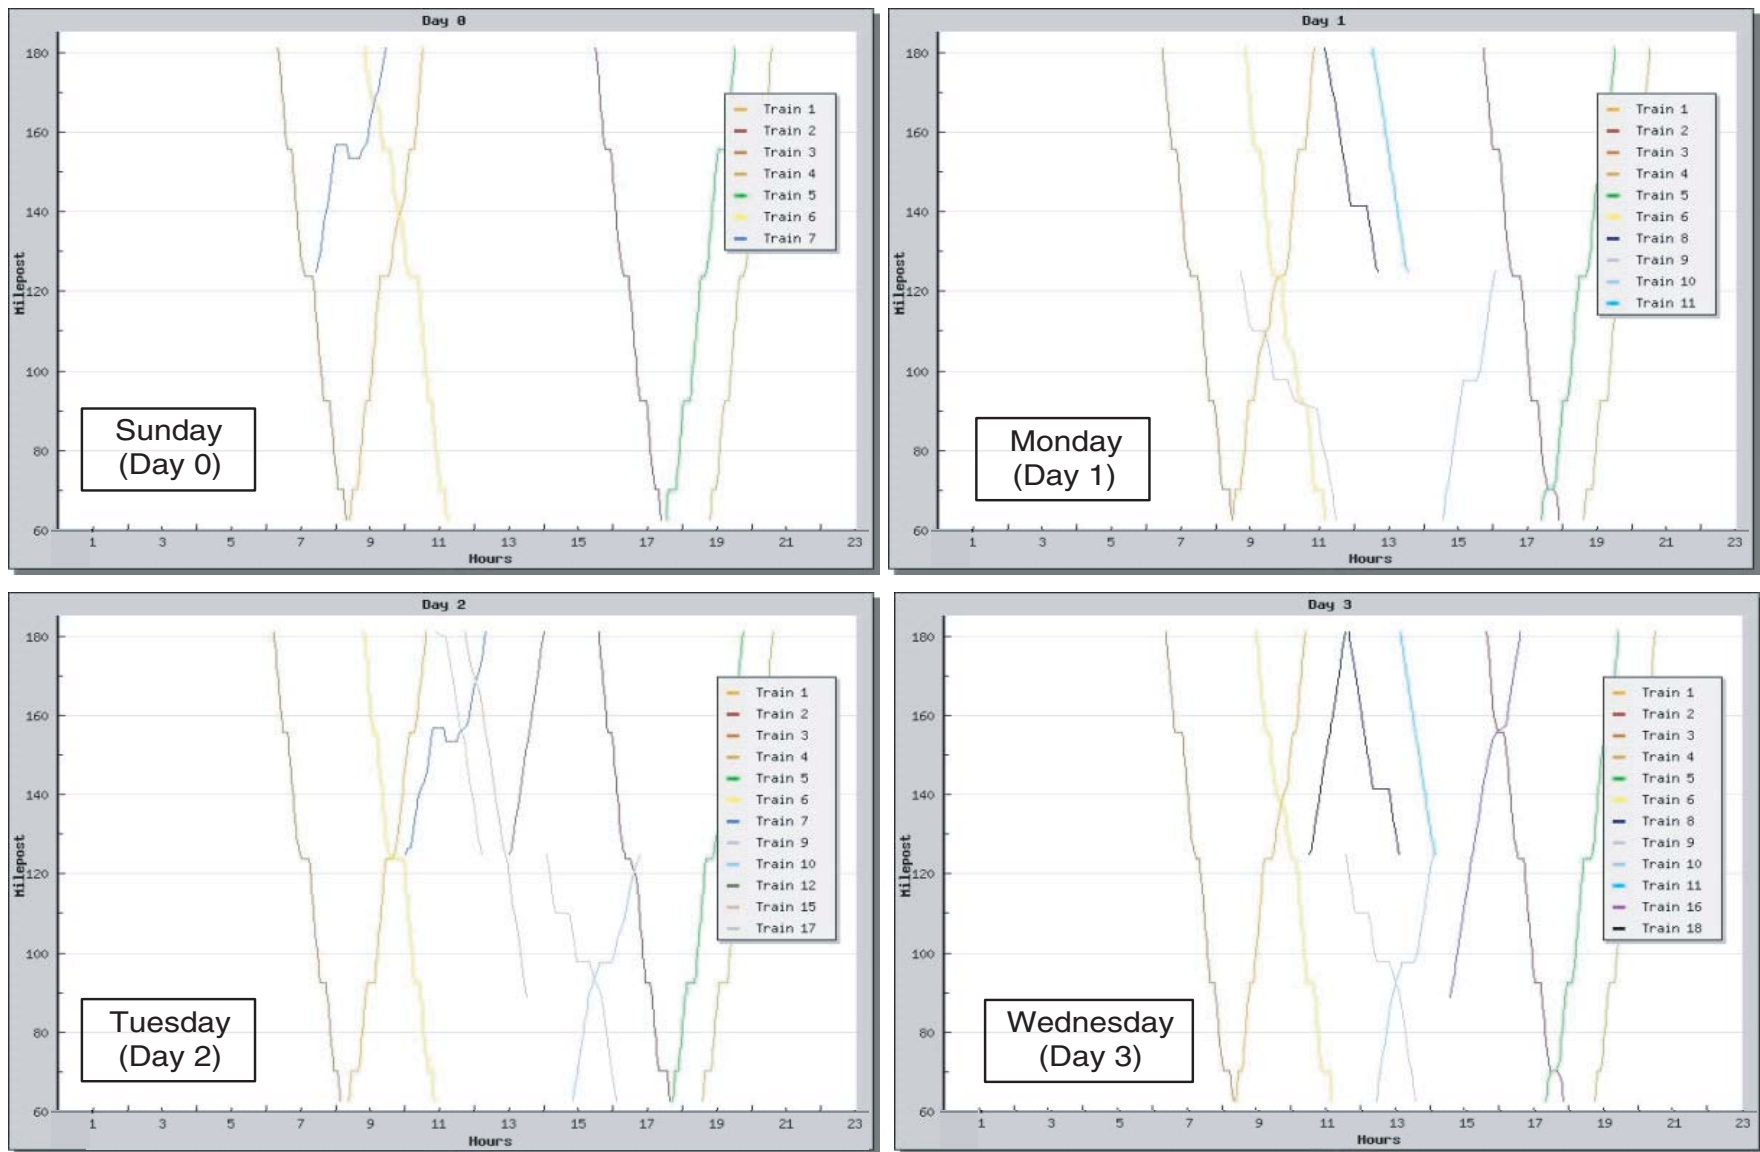 Day 0
180
160
140
120
100
80
60
Milepost
1 3 5 7 9 11 13 15 17 19 21 23
Hours
Train 1
Train 2
Train 3
Train 4
Train 5
Train 6
Train 7
Sunday
(Day 0)
Day 1
180
160
140
120
100
80
60
Milepost
1 3 5 7 9 11 13 15 17 19 21 23
Hours
Train 1
Train 2
Train 3
Train 4
Train 5
Train 6
Train 8
Train 9
Train 10
Train 11
Monday
(Day 1)
Day 2
180
160
140
120
100
80
60
Milepost
1 3 5 7 9 11 13 15 17 19 21 23
Hours
Train 1
Train 2
Train 3
Train 4
Train 5
Train 6
Train 7
Train 9
Train 10
Train 12
Train 15
Train 17
Tuesday
(Day 2)
Day 3
180
160
140
120
100
80
60
Milepost
1 3 5 7 9 11 13 15 17 19 21 23
Hours
Train 1
Train 2
Train 3
Train 4
Train 5
Train 6
Train 8
Train 9
Train 10
Train 11
Train 16
Train 18
Wednesday
(Day 3)